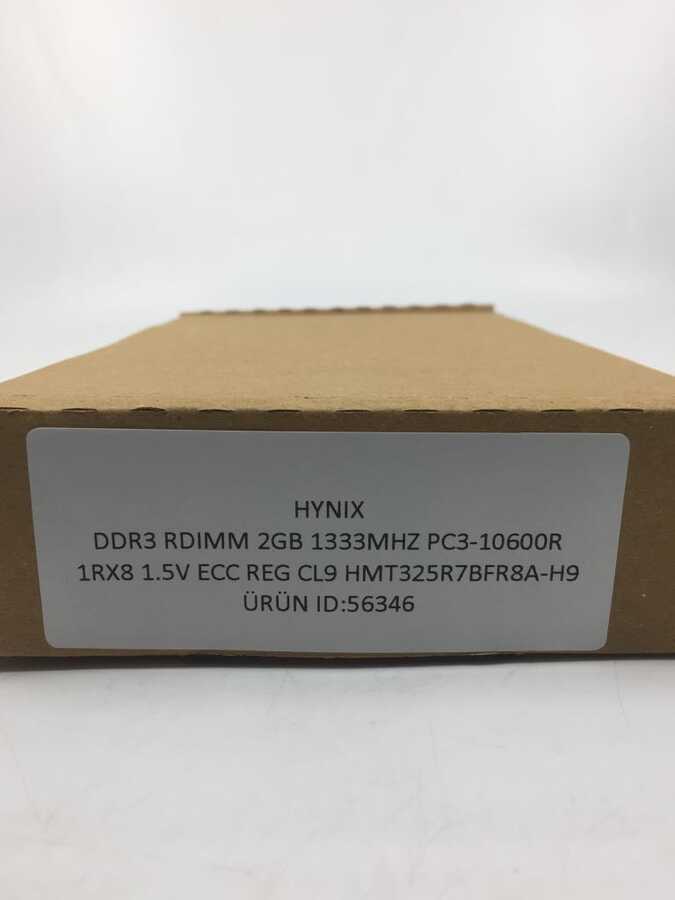 HYNIX
DDR3 RDIMM 2GB 1333MHZ PC3-10600R
1RX8 1.5V ECC REG CL9 HMT325R7BFR8A-H9
ÜRÜN ID:56346